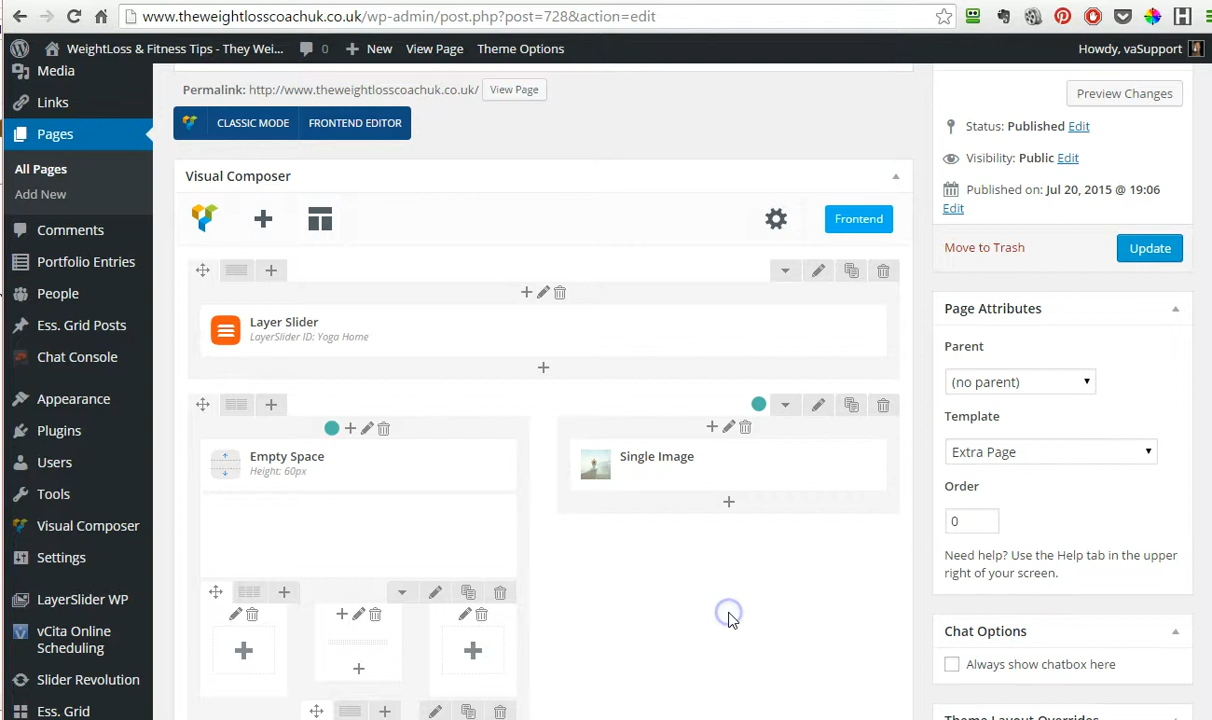 www.theweightlosscoachuk.co.uk/wp-admin/post.php?post=728&action=edit
WeightLoss & Fitness Tips - They Wei... 0 New View Page Theme Options Howdy, vaSupport
Media
Links
Pages
All Pages
Add New
Comments
Portfolio Entries
People
Ess. Grid Posts
Chat Console
Appearance
Plugins
Users
Tools
Visual Composer
Settings
LayerSlider WP
vCita Online
Scheduling
Slider Revolution
Ess. Grid
Permalink: http://www.theweightlosscoachuk.co.uk/ View Page
CLASSIC MODE FRONTEND EDITOR
Visual Composer
Frontend
Layer Slider
LayerSlider ID: Yoga Home
Empty Space
Height: 60px
Single Image
Preview Changes
Status: Published Edit
Visibility: Public Edit
Published on: Jul 20, 2015 @ 19:06
Edit
Move to Trash Update
Page Attributes
Parent
(no parent)
Template
Extra Page
Order
0
Need help? Use the Help tab in the upper
right of your screen.
Chat Options
Always show chatbox here
Theme Layout Overrides